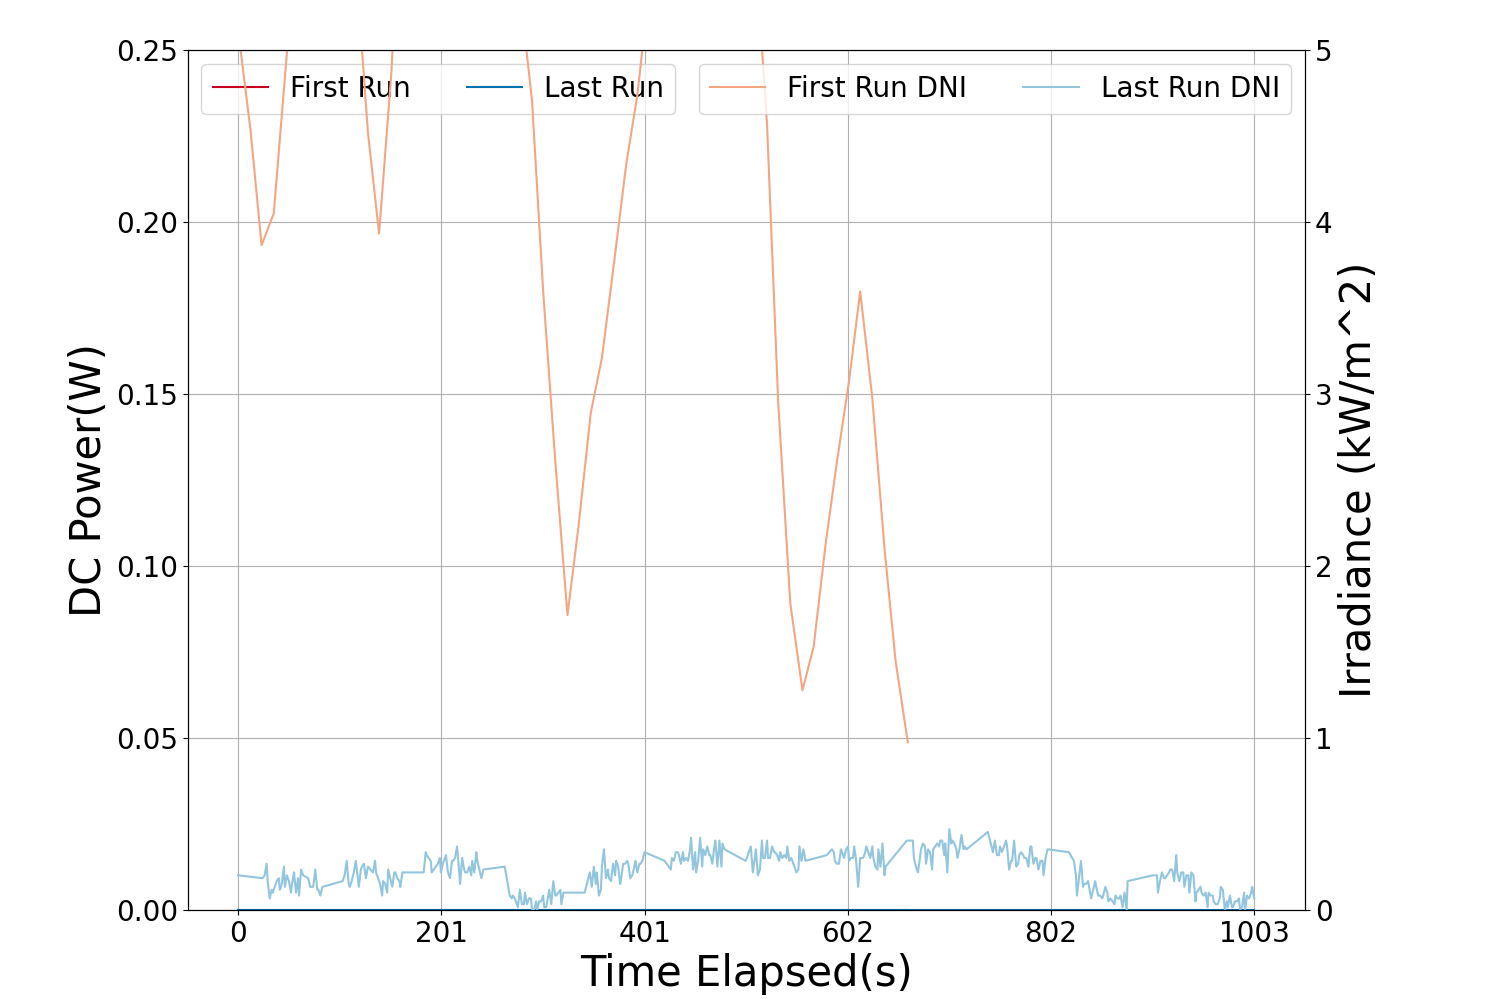 First Run
Last Run
First Run DNI
Last Run DNI
DC Power(W)
0.25
0.20
0.15
0.10
0.05
0.00
5
4
3
2
1
0
Irradiance (kW/m^2)
0
201
401
602
802
1003
Time Elapsed(s)